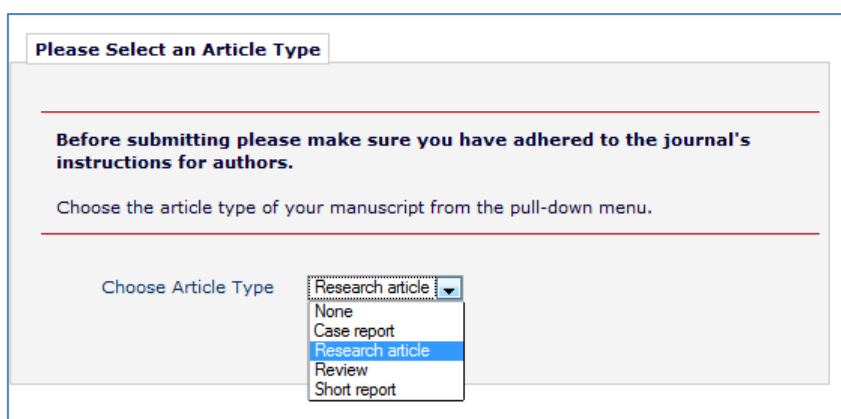 Please Select an Article Type
Before submitting please make sure you have adhered to the journal's
instructions for authors.
Choose the article type of your manuscript from the pull-down menu.
Choose Article Type Research article
None
Case report
Research article
Review
Short report